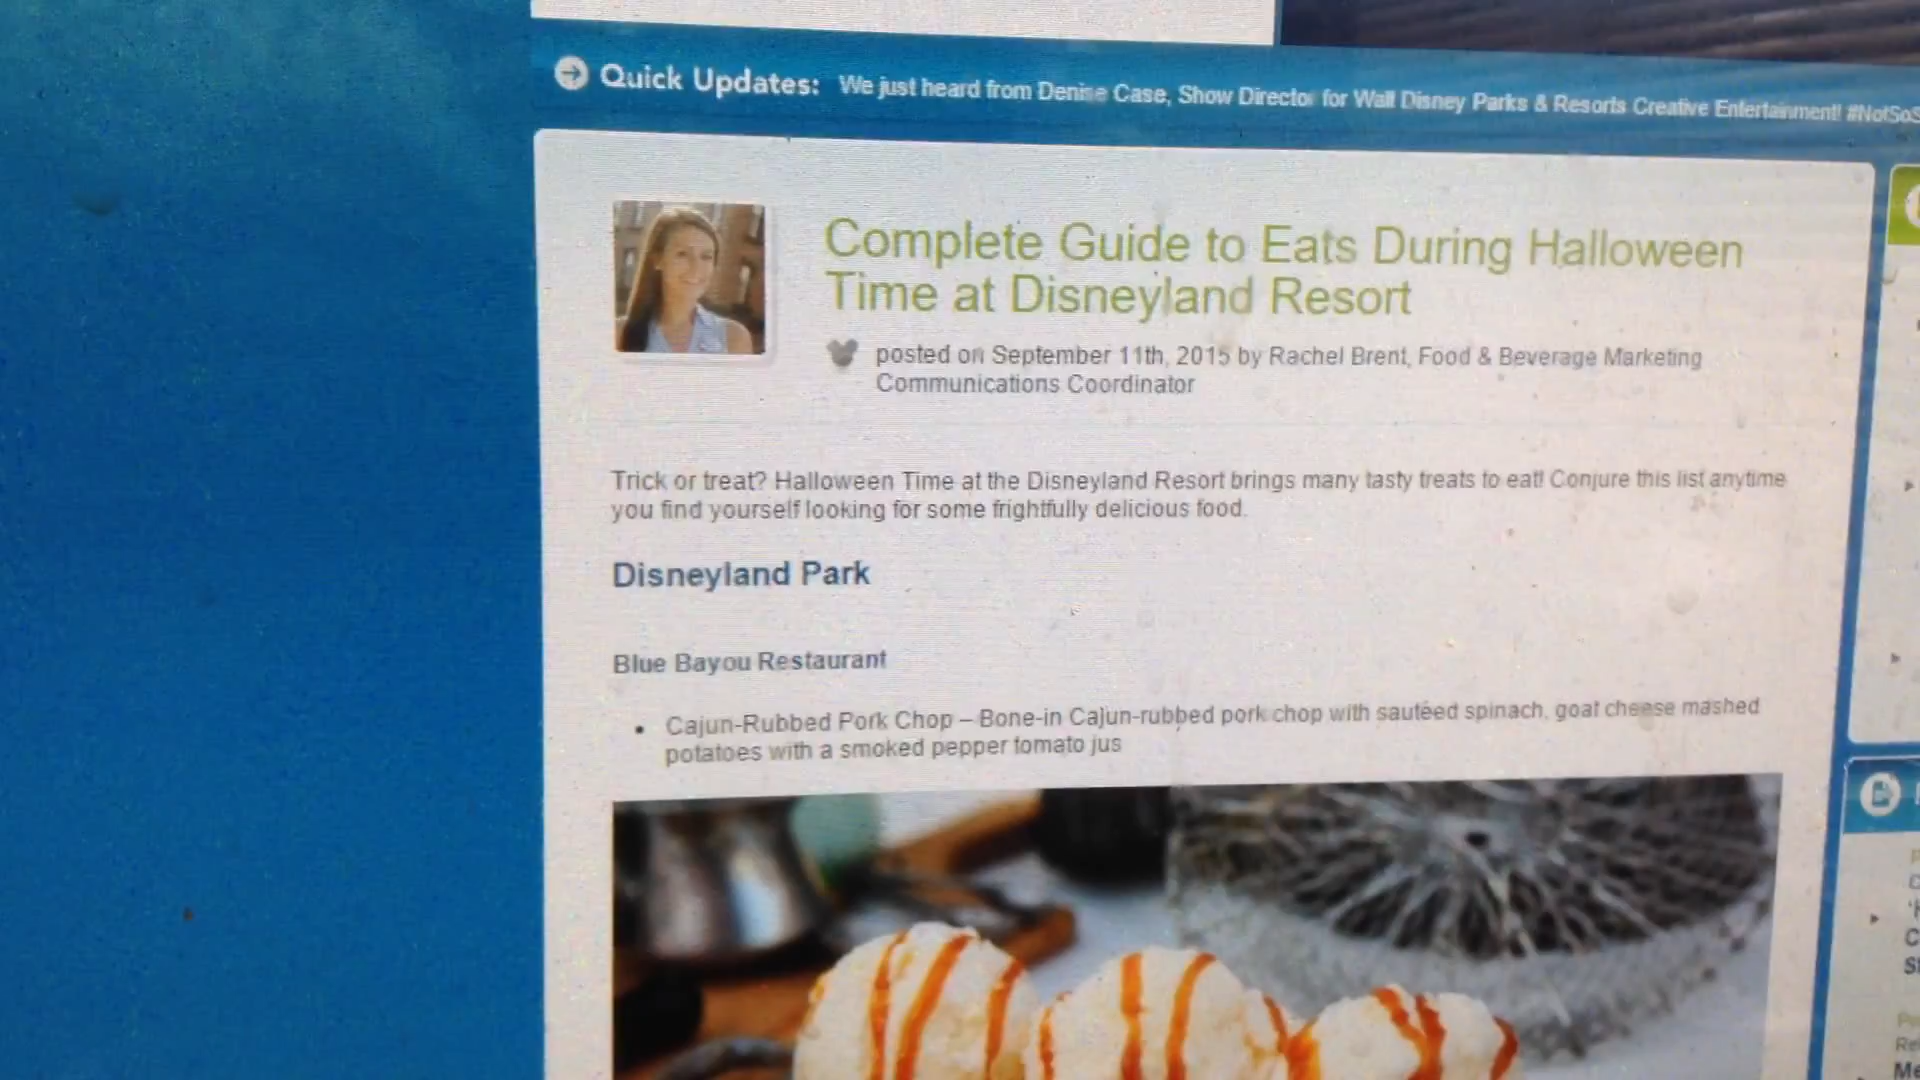 Quick Updates: We just heard from Denise Case, Show Director for Walt Disney Parks & Resorts Creative Entertainment! #NotSoS
Complete Guide to Eats During Halloween
Time at Disneyland Resort
posted on September 11th, 2015 by Rachel Brent, Food & Beverage Marketing
Communications Coordinator
Trick or treat? Halloween Time at the Disneyland Resort brings many tasty treats to eat! Conjure this list anytime
you find yourself looking for some frightfully delicious food.
Disneyland Park
Blue Bayou Restaurant
• Cajun-Rubbed Pork Chop – Bone-in Cajun-rubbed pork chop with sautéed spinach, goat cheese mashed
potatoes with a smoked pepper tomato jus